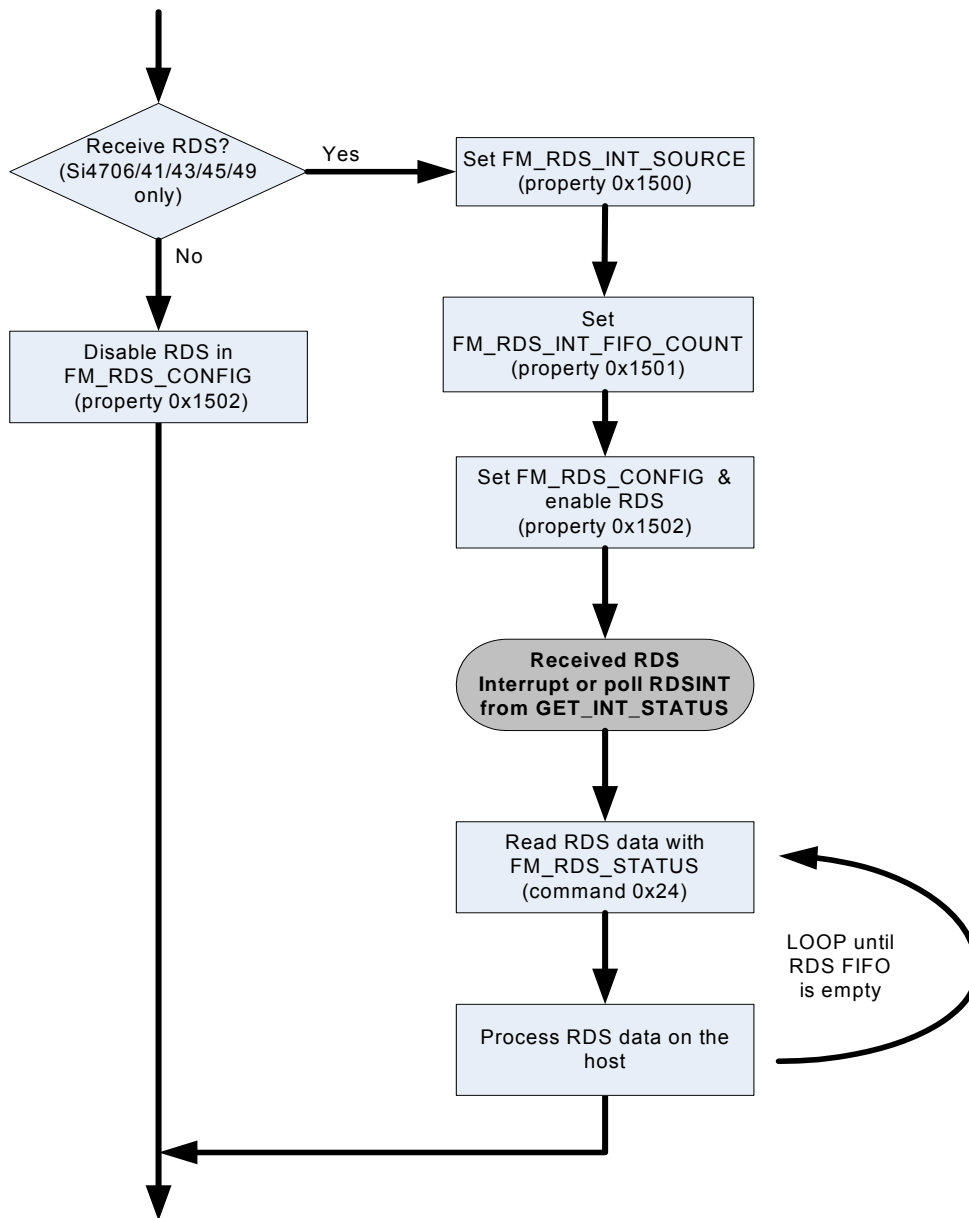 Receive RDS?
(Si4706/41/43/45/49
only)
Yes
No
Disable RDS in
FM_RDS_CONFIG
(property 0x1502)
Set FM_RDS_INT_SOURCE
(property 0x1500)
Set
FM_RDS_INT_FIFO_COUNT
(property 0x1501)
Set FM_RDS_CONFIG &
enable RDS
(property 0x1502)
Received RDS
Interrupt or poll RDSINT
from GET_INT_STATUS
Read RDS data with
FM_RDS_STATUS
(command 0x24)
LOOP until
RDS FIFO
is empty
Process RDS data on the
host